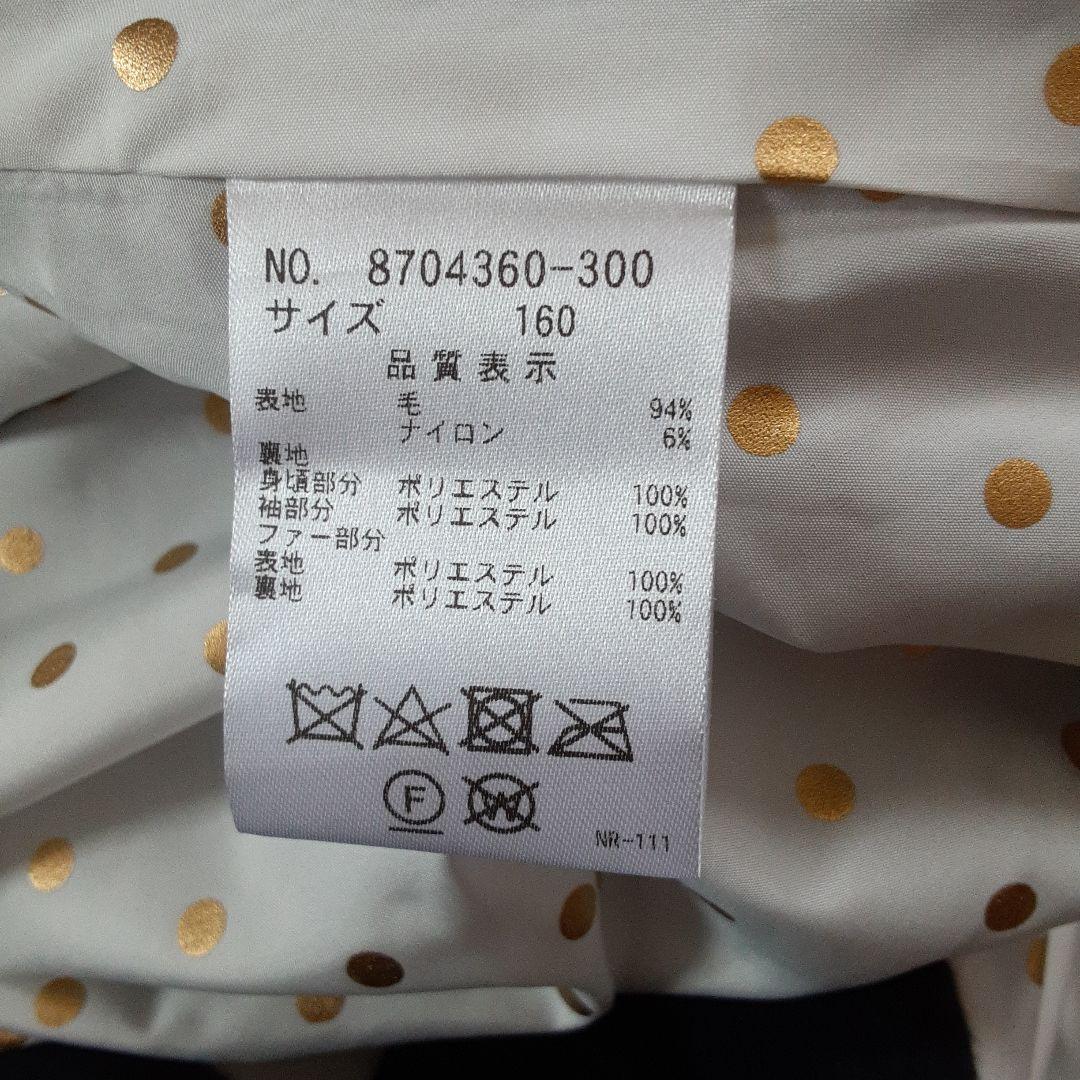 NO. 8704360-300
サイズ 160
品質表示
表地 毛 94%
ナイロン 6%
裏地
身頃部分 ポリエステル 100%
袖部分 ポリエステル 100%
ファー部分
表地 ポリエステル 100%
裏地 ポリエステル 100%
F W
NR-111